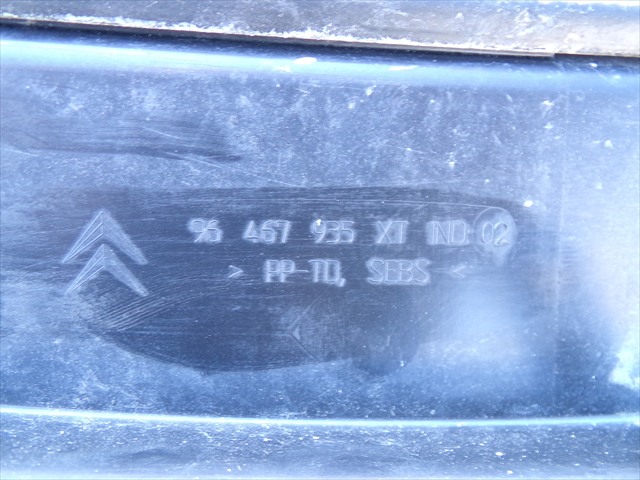 96 467 935 XT IND:02
> PP-TD, SEBS <